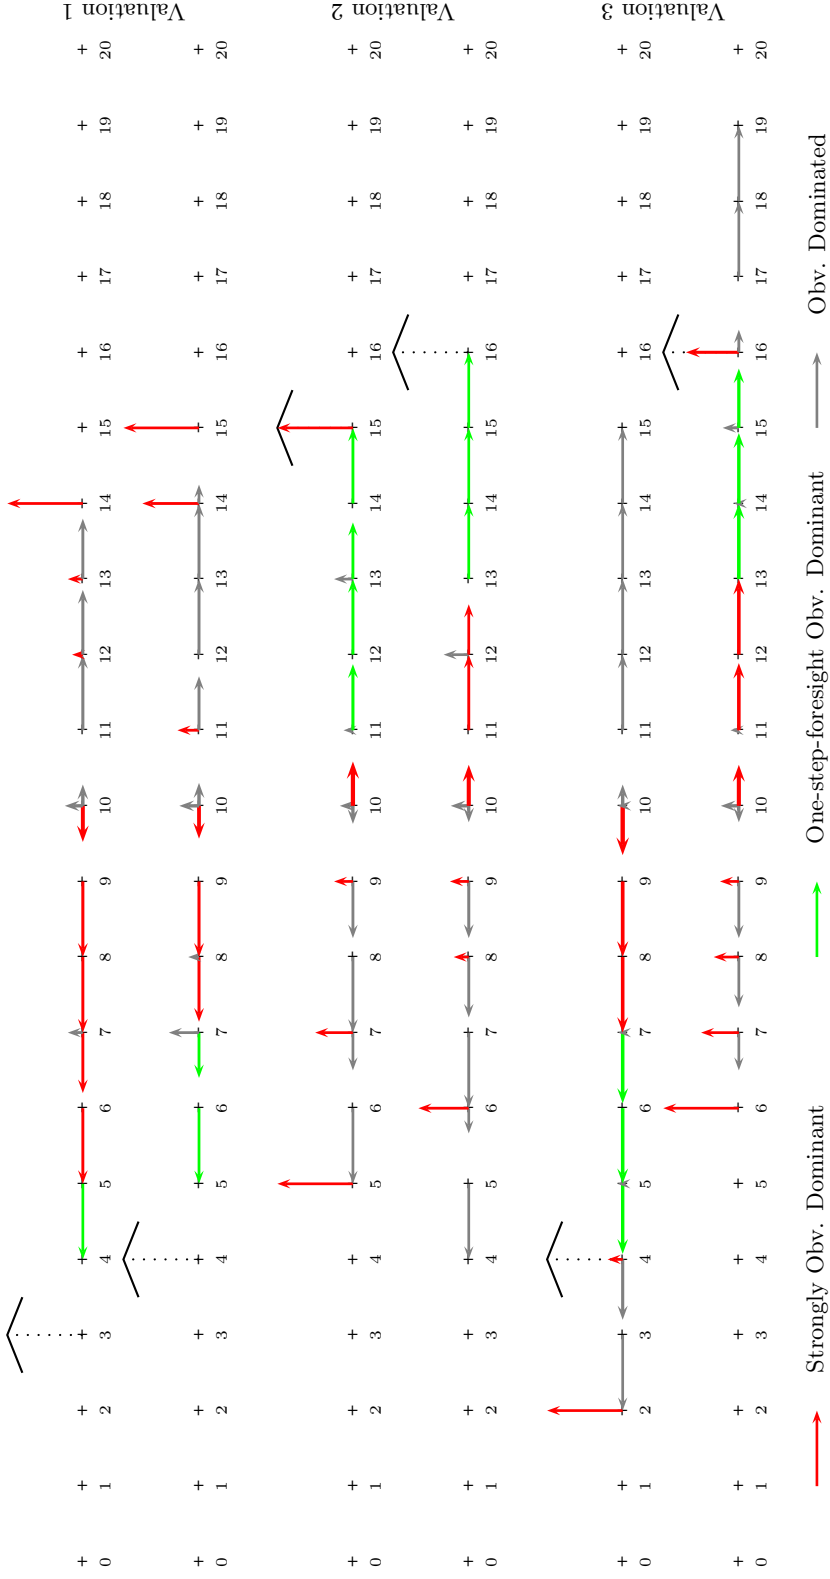 0 1 2 3 4 5 6 7 8 9 10 11 12 13 14 15 16 17 18 19 20
Valuation 1
0 1 2 3 4 5 6 7 8 9 10 11 12 13 14 15 16 17 18 19 20
0 1 2 3 4 5 6 7 8 9 10 11 12 13 14 15 16 17 18 19 20
Valuation 2
0 1 2 3 4 5 6 7 8 9 10 11 12 13 14 15 16 17 18 19 20
0 1 2 3 4 5 6 7 8 9 10 11 12 13 14 15 16 17 18 19 20
Valuation 3
0 1 2 3 4 5 6 7 8 9 10 11 12 13 14 15 16 17 18 19 20
Strongly Obv. Dominant One-step-foresight Obv. Dominant Obv. Dominated